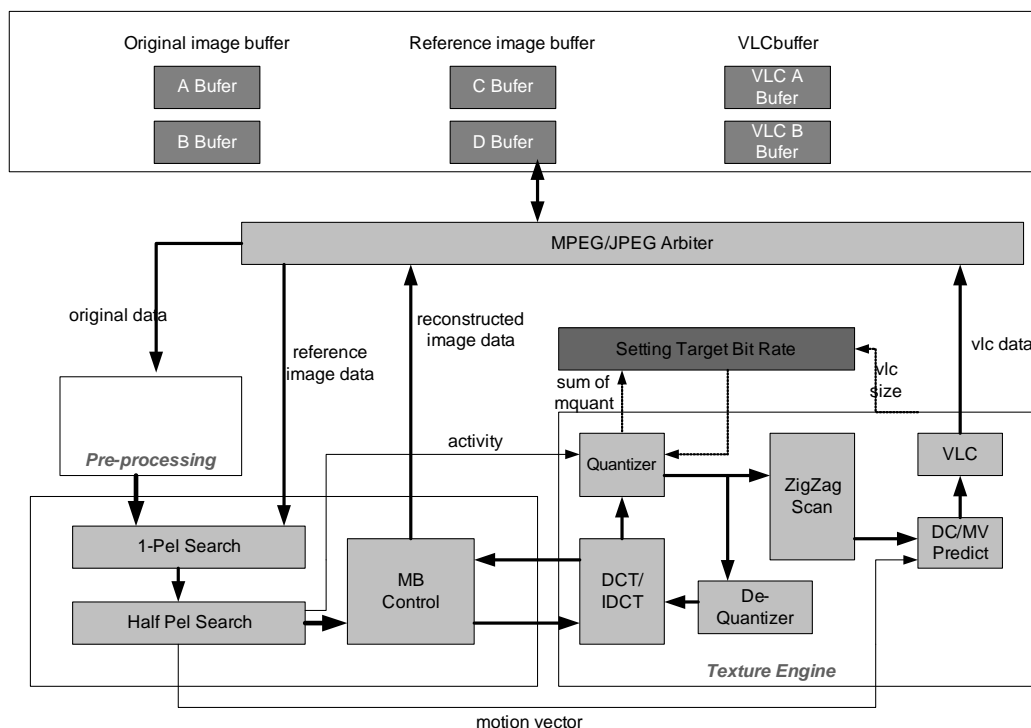 Original image buffer
Reference image buffer
VLCbuffer
A Bufer
C Bufer
VLC A
Bufer
B Bufer
D Bufer
VLC B
Bufer
MPEG/JPEG Arbiter
original data
reference
image data
reconstructed
image data
Setting Target Bit Rate
vlc data
sum of
mquant
vlc
size
Pre-processing
activity
Quantizer
ZigZag
Scan
VLC
1-Pel Search
MB
Control
DCT/
IDCT
DC/MV
Predict
Half Pel Search
De-
Quantizer
Texture Engine
motion vector